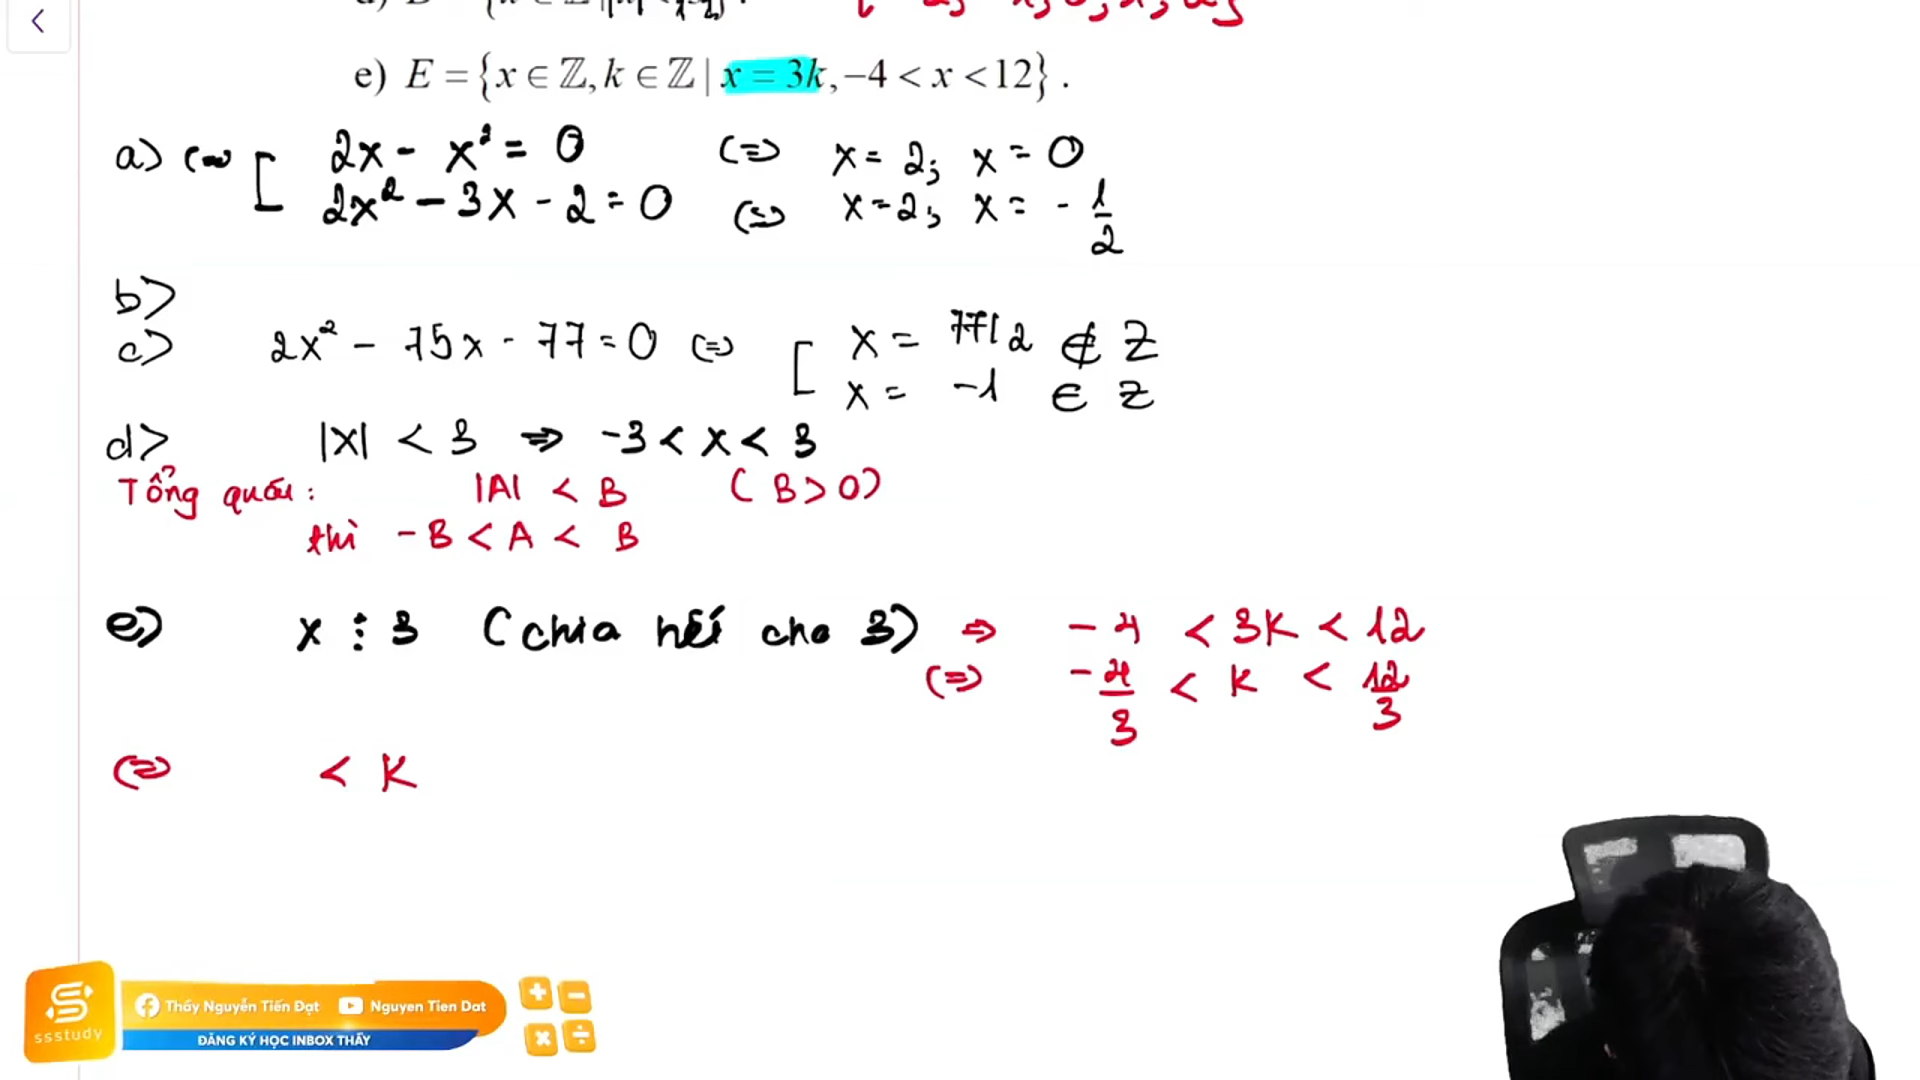 e) E = {x ∈ ℤ, k ∈ ℤ | x = 3k, −4 < x < 12} .
a) (=> [ 2x - x² = 0 (=) x = 2; x = 0
2x² - 3x - 2 = 0 (=) x = 2; x = - 1/2
b)
c) 2x² - 75x - 77 = 0 (=) [ x = 77/2 ∉ Z
x = -1 ∈ Z
d) |x| < 3 => -3 < x < 3
Tổng quát: |A| < B (B > 0)
thì -B < A < B
e) x ⋮ 3 (chia hết cho 3) => -4 < 3K < 12
(=) -4/3 < K < 12/3
(=) < K
Thầy Nguyễn Tiến Đạt Nguyen Tien Dat
ssstudy
ĐĂNG KÝ HỌC INBOX THẦY